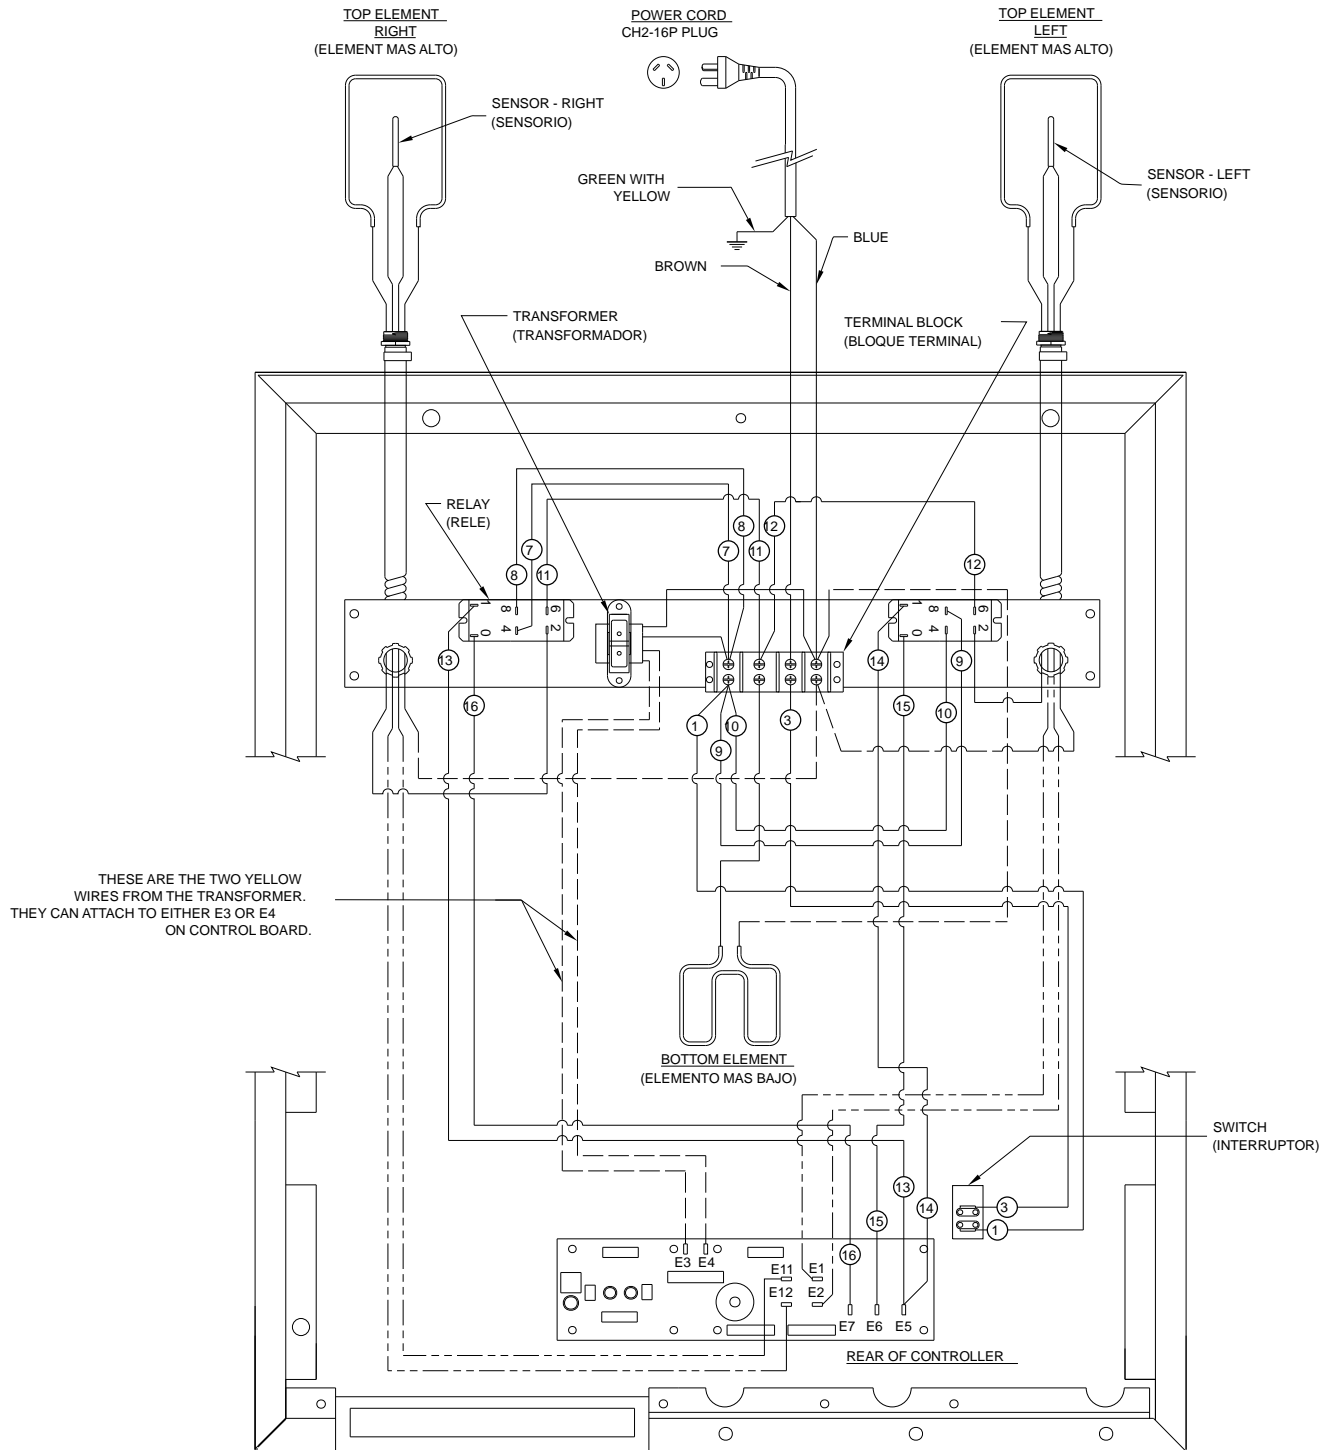 TOP ELEMENT
RIGHT
(ELEMENT MAS ALTO)
POWER CORD
CH2-16P PLUG
TOP ELEMENT
LEFT
(ELEMENT MAS ALTO)
SENSOR - RIGHT
(SENSORIO)
SENSOR - LEFT
(SENSORIO)
GREEN WITH
YELLOW
BLUE
BROWN
TRANSFORMER
(TRANSFORMADOR)
TERMINAL BLOCK
(BLOQUE TERMINAL)
RELAY
(RELE)
8
12
7
7
11
8
11
12
1
8
6
4
2
0
1
8
6
4
2
0
13
14
9
16
1
10
3
15
10
9
THESE ARE THE TWO YELLOW
WIRES FROM THE TRANSFORMER.
THEY CAN ATTACH TO EITHER E3 OR E4
ON CONTROL BOARD.
BOTTOM ELEMENT
(ELEMENTO MAS BAJO)
SWITCH
(INTERRUPTOR)
13
3
14
15
1
16
E3 E4
E11
E1
E12
E2
E7 E6 E5
REAR OF CONTROLLER